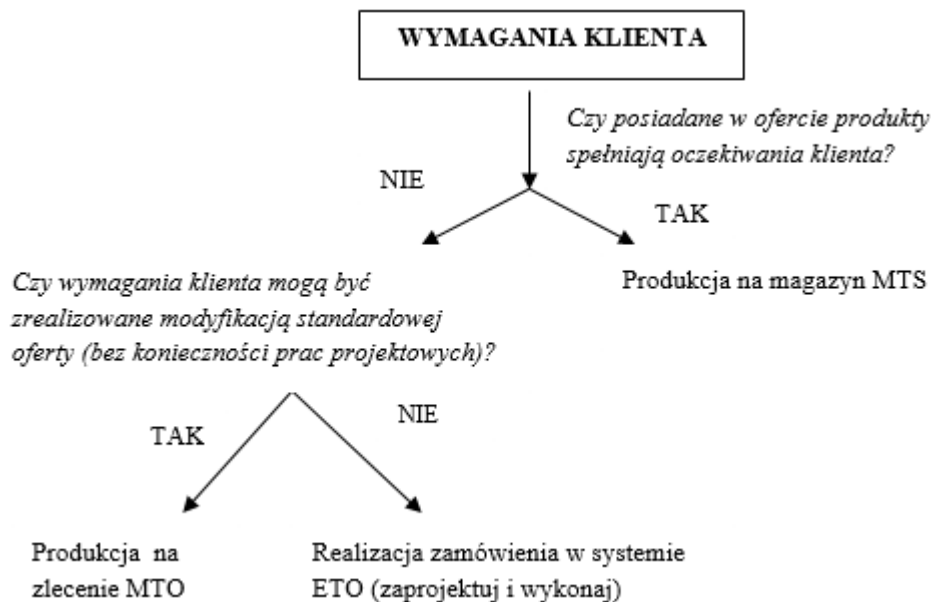 WYMAGANIA KLIENTA
Czy posiadane w ofercie produkty
spełniają oczekiwania klienta?
NIE
TAK
Czy wymagania klienta mogą być
zrealizowane modyfikacją standardowej
oferty (bez konieczności prac projektowych)?
Produkcja na magazyn MTS
TAK
NIE
Produkcja na
zlecenie MTO
Realizacja zamówienia w systemie
ETO (zaprojektuj i wykonaj)